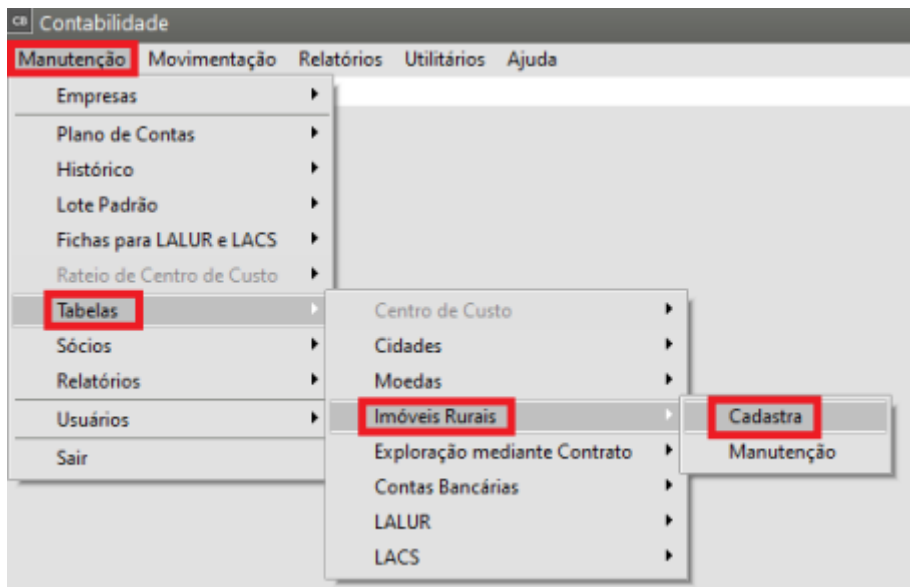 CB Contabilidade
Manutenção Movimentação Relatórios Utilitários Ajuda
Empresas
Plano de Contas
Histórico
Lote Padrão
Fichas para LALUR e LACS
Rateio de Centro de Custo
Tabelas
Sócios
Relatórios
Usuários
Sair
Centro de Custo
Cidades
Moedas
Imóveis Rurais
Exploração mediante Contrato
Contas Bancárias
LALUR
LACS
Cadastra
Manutenção